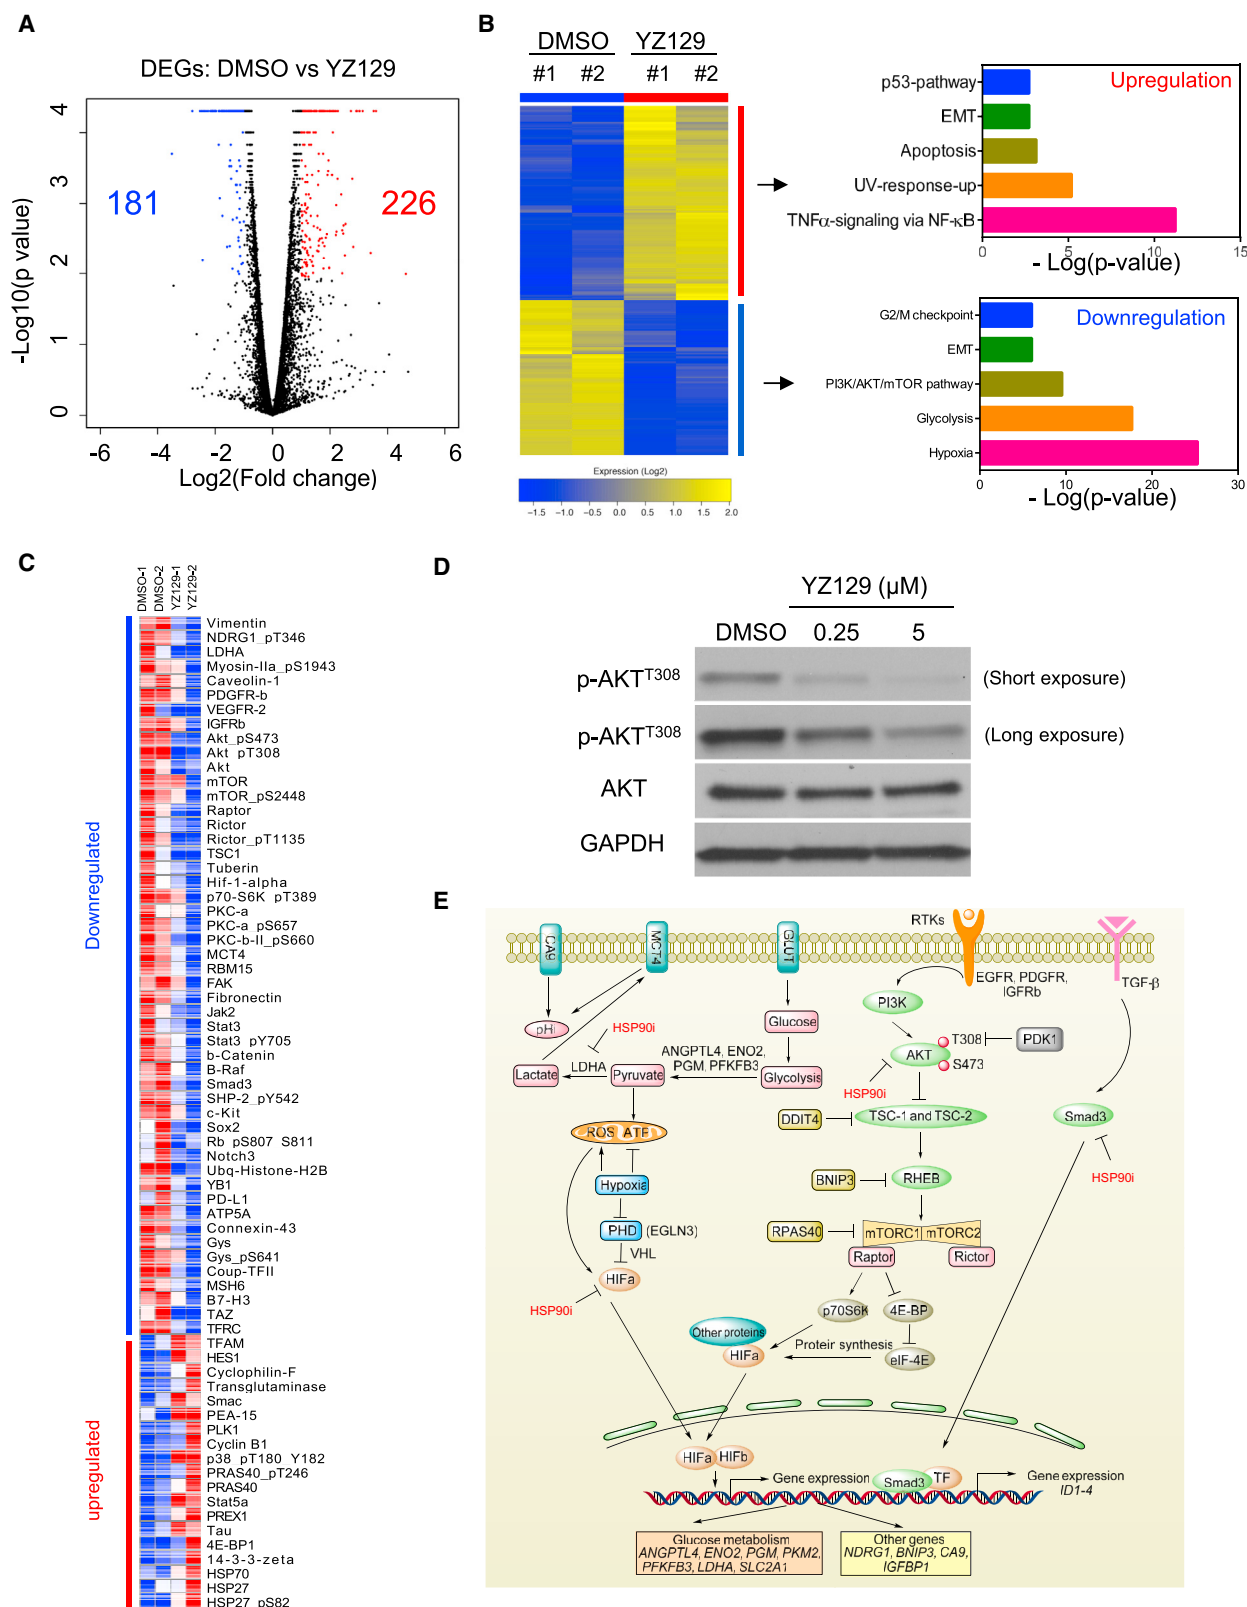 A
DEGs: DMSO vs YZ129
181
226
-Log10(p value)
0
1
2
3
4
-6
-4
-2
0
2
4
6
Log2(Fold change)
B
DMSO
YZ129
#1
#2
#1
#2
Expression (Log2)
-1.5
-1.0
-0.5
0.0
0.5
1.0
1.5
2.0
Upregulation
p53-pathway
EMT
Apoptosis
UV-response-up
TNFα-signaling via NF-κB
0
5
10
15
- Log(p-value)
Downregulation
G2/M checkpoint
EMT
PI3K/AKT/mTOR pathway
Glycolysis
Hypoxia
0
10
20
30
- Log(p-value)
C
DMSO-1
DMSO-2
YZ129-1
YZ129-2
Downregulated
Vimentin
NDRG1_pT346
LDHA
Myosin-IIa_pS1943
Caveolin-1
PDGFR-b
VEGFR-2
IGFRb
Akt_pS473
Akt_pT308
Akt
mTOR
mTOR_pS2448
Raptor
Rictor
Rictor_pT1135
TSC1
Tuberin
Hif-1-alpha
p70-S6K_pT389
PKC-a
PKC-a_pS657
PKC-b-II_pS660
MCT4
RBM15
FAK
Fibronectin
Jak2
Stat3
Stat3_pY705
b-Catenin
B-Raf
Smad3
SHP-2_pY542
c-Kit
Sox2
Rb_pS807_S811
Notch3
Ubq-Histone-H2B
YB1
PD-L1
ATP5A
Connexin-43
Gys
Gys_pS641
Coup-TFII
MSH6
B7-H3
TAZ
TFRC
upregulated
TFAM
HES1
Cyclophilin-F
Transglutaminase
Smac
PEA-15
PLK1
Cyclin B1
p38_pT180_Y182
PRAS40_pT246
PRAS40
Stat5a
PREX1
Tau
4E-BP1
14-3-3-zeta
HSP70
HSP27
HSP27_pS82
D
YZ129 (μM)
DMSO
0.25
5
p-AKT^T308
(Short exposure)
p-AKT^T308
(Long exposure)
AKT
GAPDH
E
RTKs
CA9
MCT4
GLUT
EGFR, PDGFR,
IGFRb
TGF-β
PI3K
pHi
HSP90i
Glucose
T308
PDK1
AKT
S473
ANGPTL4, ENO2,
PGM, PFKFB3
LDHA
Lactate
Pyruvate
Glycolysis
HSP90i
DDIT4
TSC-1 and TSC-2
Smad3
ROS ATP
HSP90i
Hypoxia
BNIP3
RHEB
PHD
(EGLN3)
VHL
RPAS40
mTORC1
mTORC2
Raptor
Rictor
HIFa
HSP90i
p70S6K
4E-BP
Other proteins
HIFa
Protein synthesis
eIF-4E
HIFa
HIFb
Gene expression
Smad3
TF
Gene expression
ID1-4
Glucose metabolism
ANGPTL4, ENO2, PGM, PKM2,
PFKFB3, LDHA, SLC2A1
Other genes
NDRG1, BNIP3, CA9,
IGFBP1